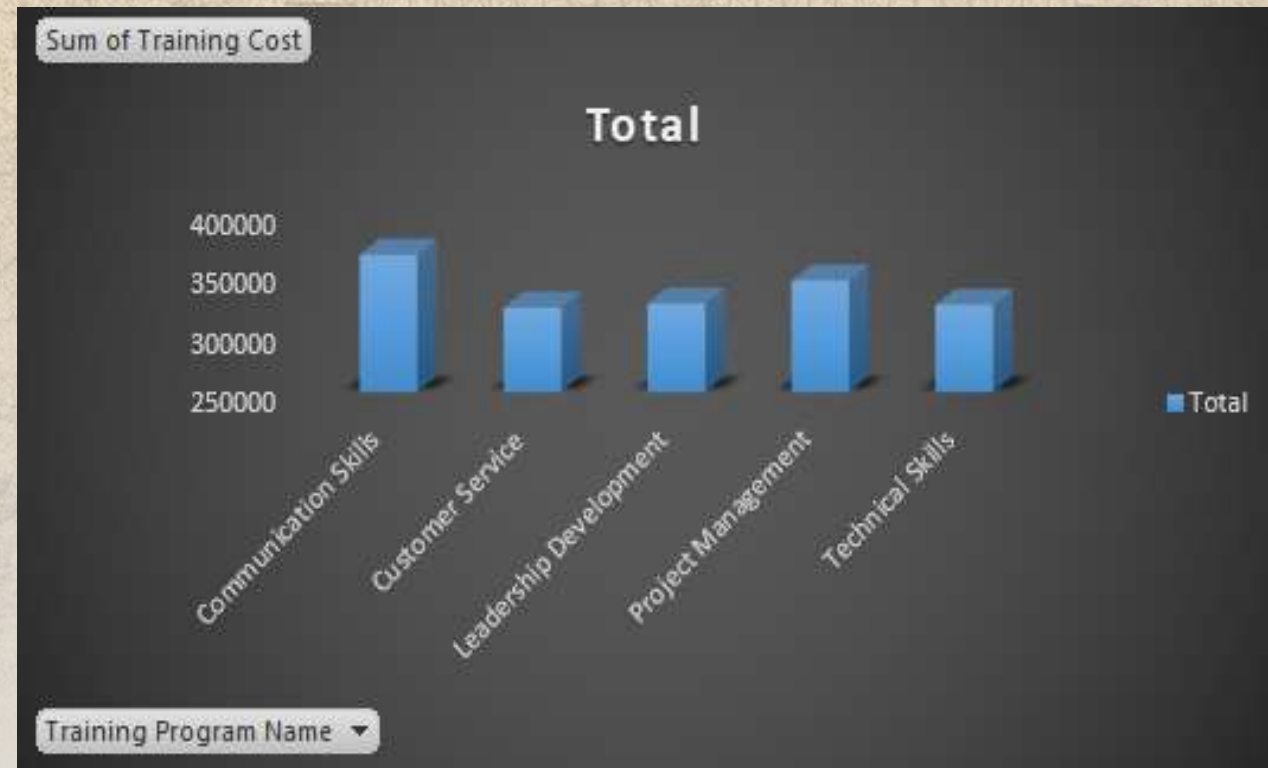 Sum of Training Cost
Total
400000
350000
300000
250000
Total
Communication Skills
Customer Service
Leadership Development
Project Management
Technical Skills
Training Program Name